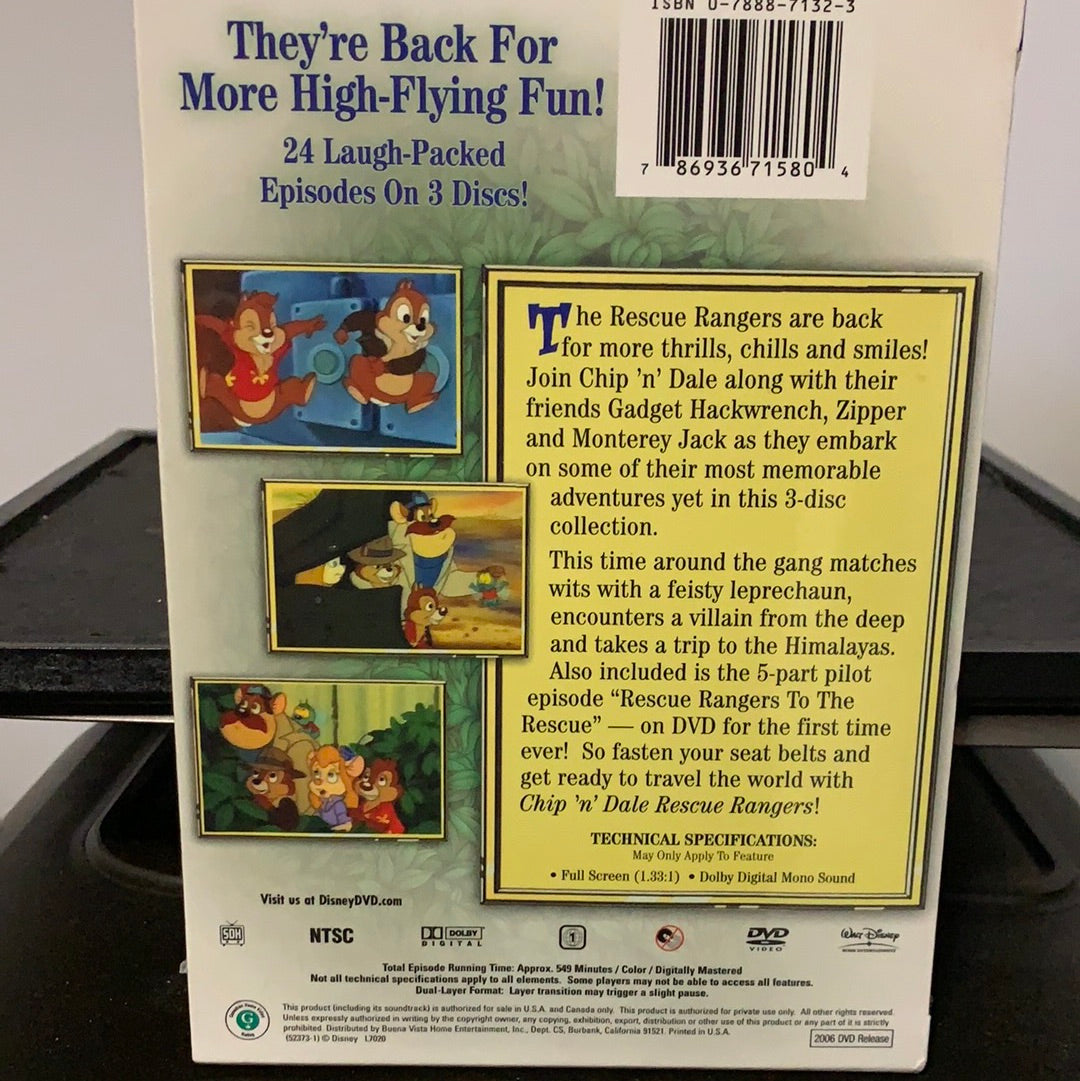 ISBN 0-7888-7132-3
They're Back For
More High-Flying Fun!
24 Laugh-Packed
Episodes On 3 Discs!
7 86936 71580 4
The Rescue Rangers are back
for more thrills, chills and smiles!
Join Chip 'n' Dale along with their
friends Gadget Hackwrench, Zipper
and Monterey Jack as they embark
on some of their most memorable
adventures yet in this 3-disc
collection.
This time around the gang matches
wits with a feisty leprechaun,
encounters a villain from the deep
and takes a trip to the Himalayas.
Also included is the 5-part pilot
episode “Rescue Rangers To The
Rescue” — on DVD for the first time
ever! So fasten your seat belts and
get ready to travel the world with
Chip 'n' Dale Rescue Rangers!
TECHNICAL SPECIFICATIONS:
May Only Apply To Feature
• Full Screen (1.33:1) • Dolby Digital Mono Sound
Visit us at DisneyDVD.com
SDH NTSC DOLBY DIGITAL 1 DVD VIDEO Walt Disney
Total Episode Running Time: Approx. 549 Minutes / Color / Digitally Mastered
Not all technical specifications apply to all elements. Some players may not be able to access all features.
Dual-Layer Format: Layer transition may trigger a slight pause.
G
This product (including its soundtrack) is authorized for sale in U.S.A. and Canada only. This product is authorized for private use only. All other rights reserved.
Unless expressly authorized in writing by the copyright owner, any copying, exhibition, export, distribution or other use of this product or any part of it is strictly
prohibited. Distributed by Buena Vista Home Entertainment, Inc., Dept. CS, Burbank, California 91521. Printed in U.S.A.
(52373-1) © Disney L7020
2006 DVD Release